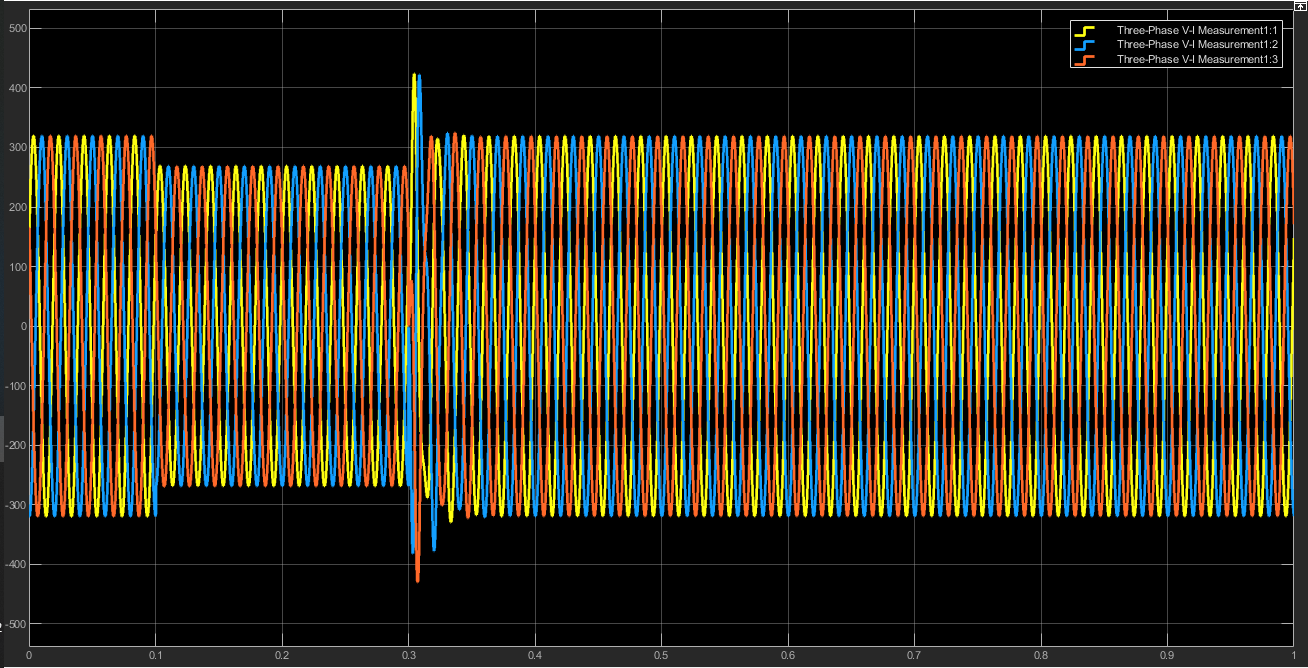 500
Three-Phase V-I Measurement1:1
Three-Phase V-I Measurement1:2
Three-Phase V-I Measurement1:3
400
300
200
100
0
-100
-200
-300
-400
-500
0 0.1 0.2 0.3 0.4 0.5 0.6 0.7 0.8 0.9 1